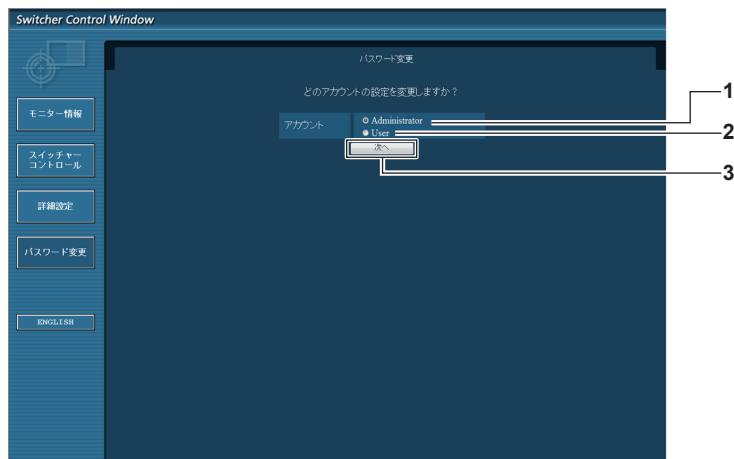 Switcher Control Window
パスワード変更
どのアカウントの設定を変更しますか？
アカウント
Administrator
User
次へ
モニター情報
スイッチャー
コントロール
詳細設定
パスワード変更
ENGLISH
1
2
3